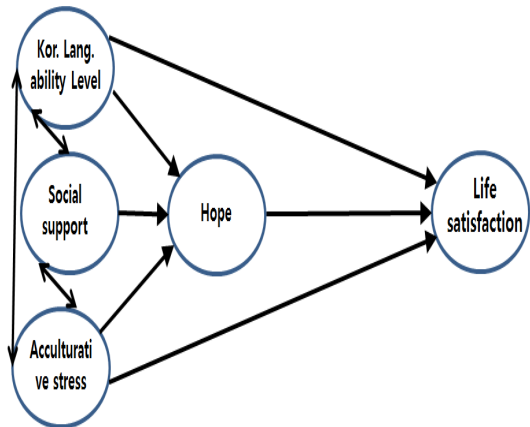 Kor. Lang.
ability Level
Social
support
Hope
Life
satisfaction
Acculturati
ve stress